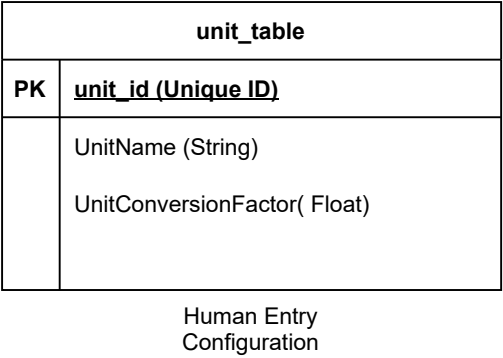 unit_table
PK unit_id (Unique ID)
UnitName (String)
UnitConversionFactor( Float)
Human Entry
Configuration